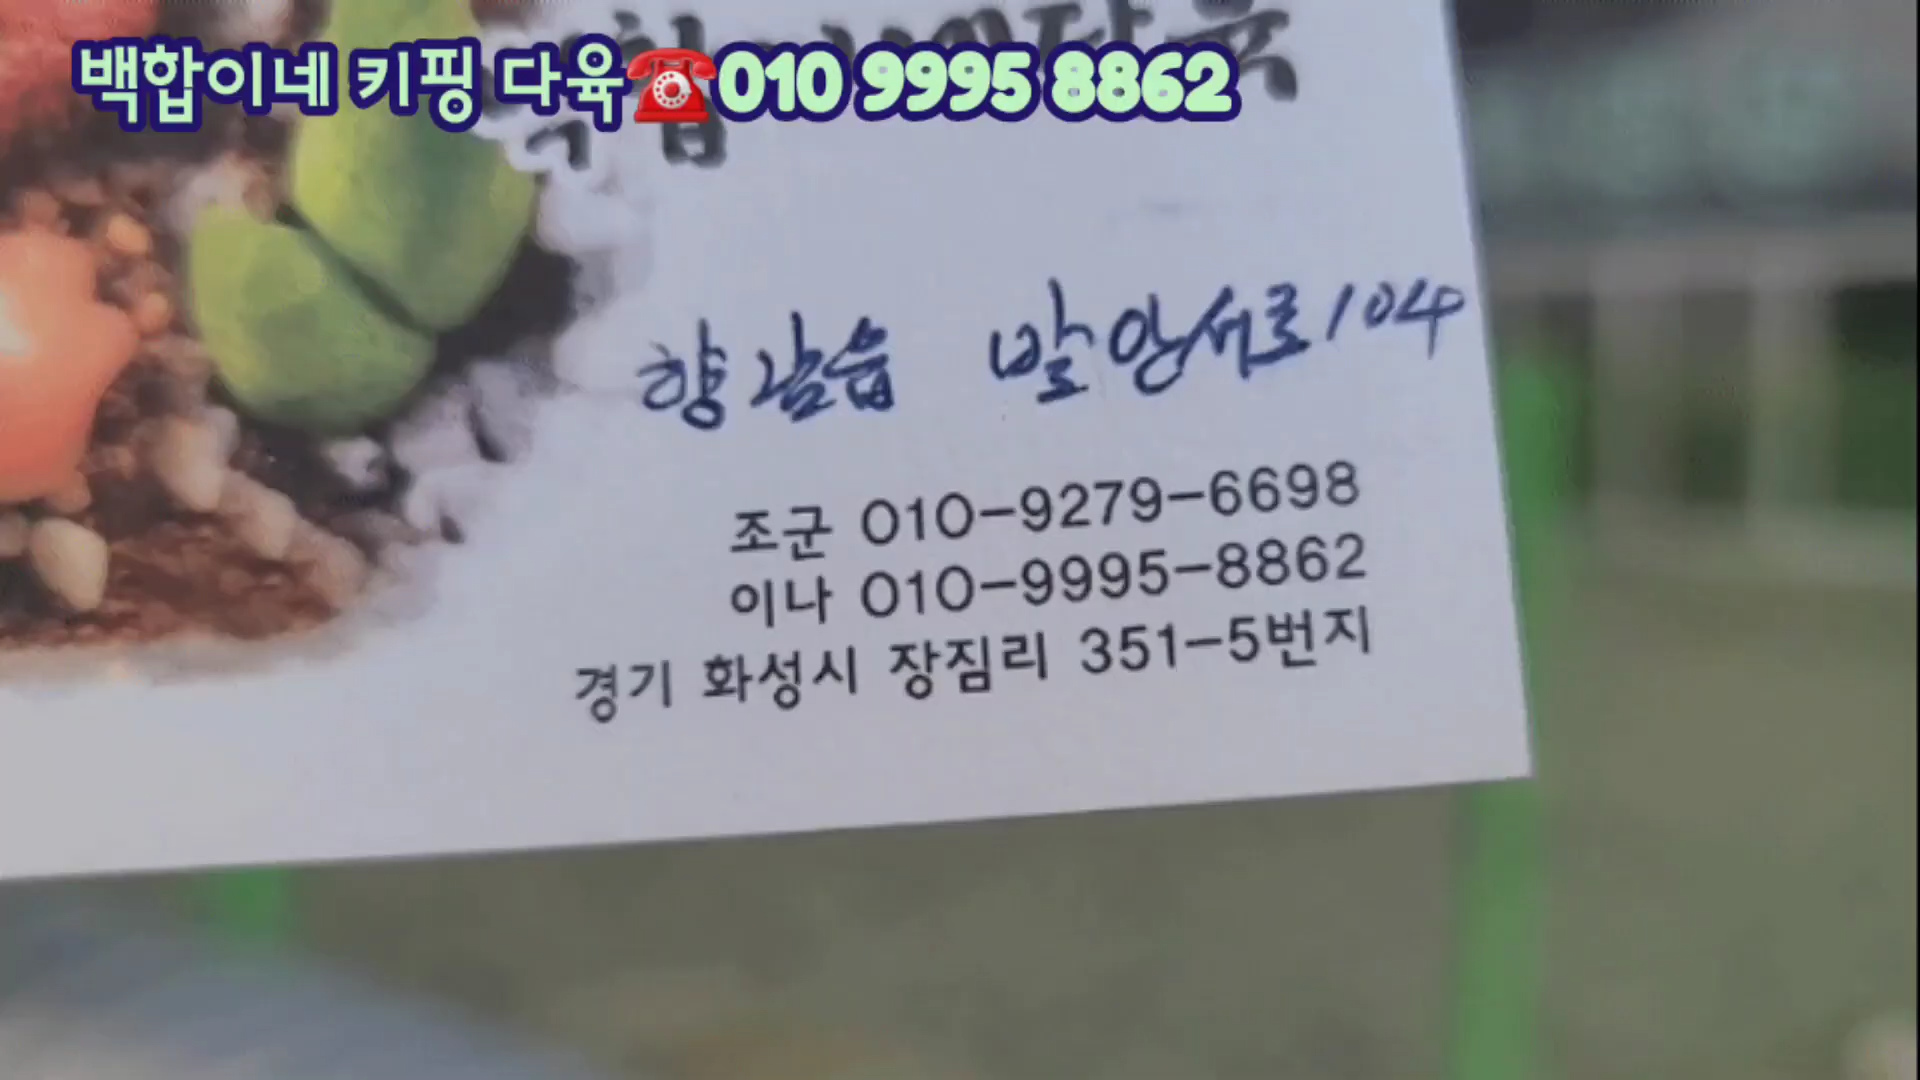 백합이네 키핑 다육☎010 9995 8862
향남읍 발안서로104
조군 010-9279-6698
이나 010-9995-8862
경기 화성시 장짐리 351-5번지